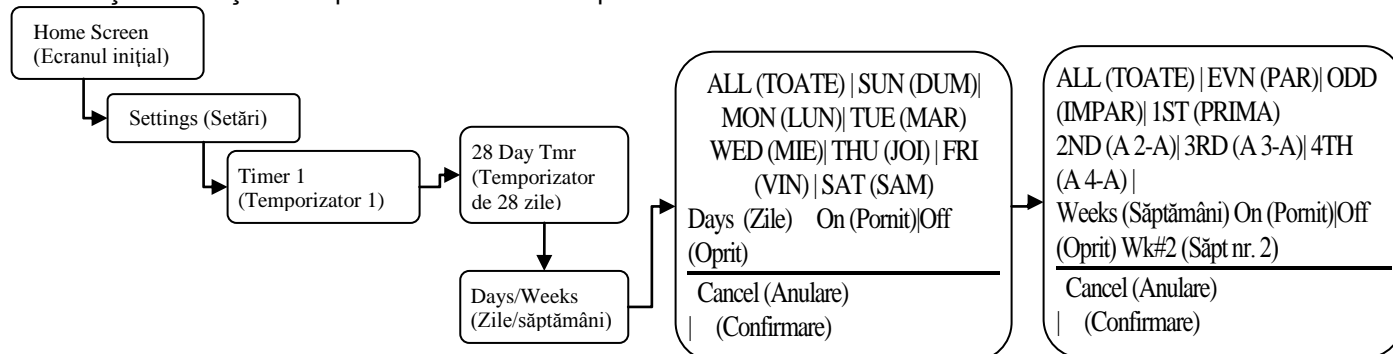 Home Screen
(Ecranul inițial)
Settings (Setări)
Timer 1
(Temporizator 1)
28 Day Tmr
(Temporizator
de 28 zile)
Days/Weeks
(Zile/săptămâni)
ALL (TOATE) | SUN (DUM)|
MON (LUN)| TUE (MAR)
WED (MIE)| THU (JOI) | FRI
(VIN) | SAT (SAM)
Days (Zile) On (Pornit)|Off
(Oprit)
Cancel (Anulare)
| (Confirmare)
ALL (TOATE) | EVN (PAR)| ODD
(IMPAR)| 1ST (PRIMA)
2ND (A 2-A)| 3RD (A 3-A)| 4TH
(A 4-A) |
Weeks (Săptămâni) On (Pornit)|Off
(Oprit) Wk#2 (Săpt nr. 2)
Cancel (Anulare)
| (Confirmare)